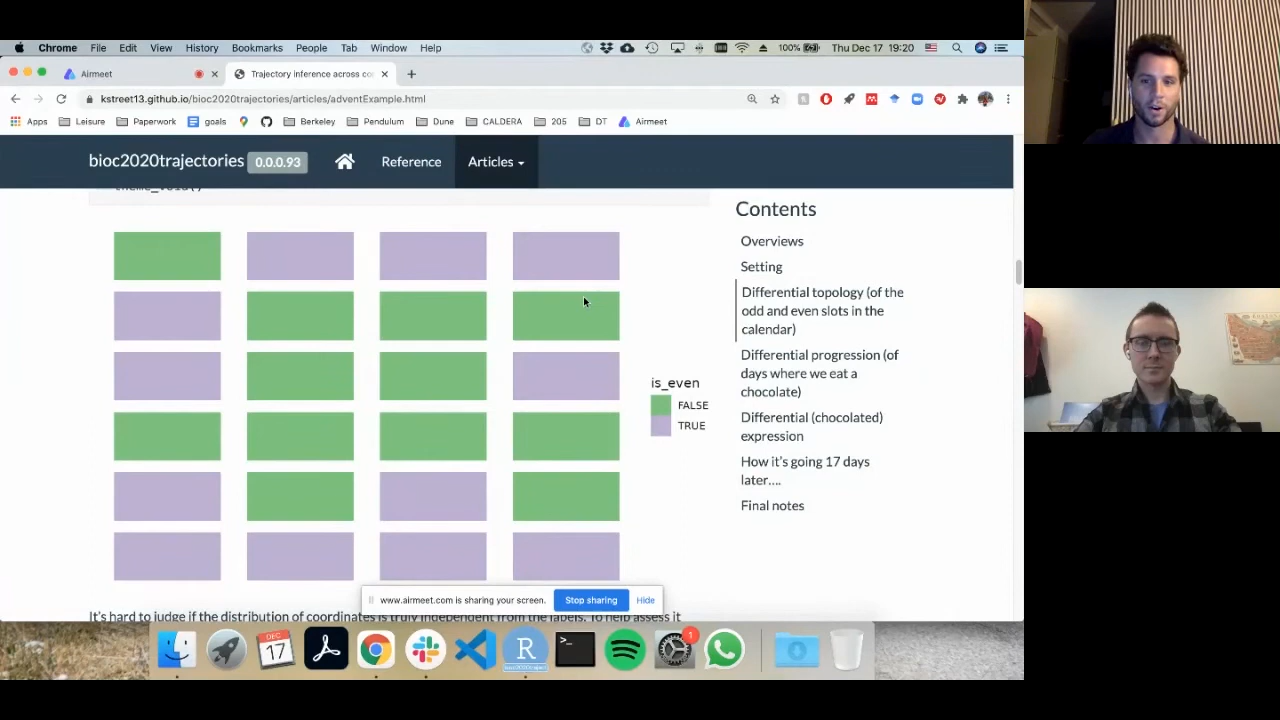 Chrome File Edit View History Bookmarks People Tab Window Help 100% Thu Dec 17 19:20
Airmeet
Trajectory inference across co
kstreet13.github.io/bioc2020trajectories/articles/adventExample.html
Apps Leisure Paperwork goals Berkeley Pendulum Dune CALDERA 205 DT Airmeet
bioc2020trajectories 0.0.0.93 Reference Articles
theme_void()
Contents
Overviews
Setting
Differential topology (of the
odd and even slots in the
calendar)
Differential progression (of
days where we eat a
chocolate)
Differential (chocolated)
expression
How it's going 17 days
later....
Final notes
is_even
FALSE
TRUE
www.airmeet.com is sharing your screen. Stop sharing Hide
It's hard to judge if the distribution of coordinates is truly independent from the labels. To help assess it
DEC
17
R
1